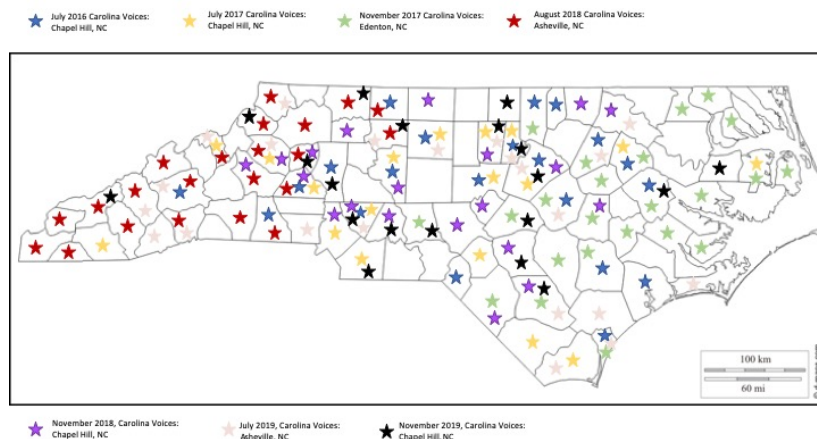 July 2016 Carolina Voices:
Chapel Hill, NC
July 2017 Carolina Voices:
Chapel Hill, NC
November 2017 Carolina Voices:
Edenton, NC
August 2018 Carolina Voices:
Asheville, NC
100 km
60 mi
November 2018, Carolina Voices:
Chapel Hill, NC
July 2019, Carolina Voices:
Asheville, NC
November 2019, Carolina Voices:
Chapel Hill, NC